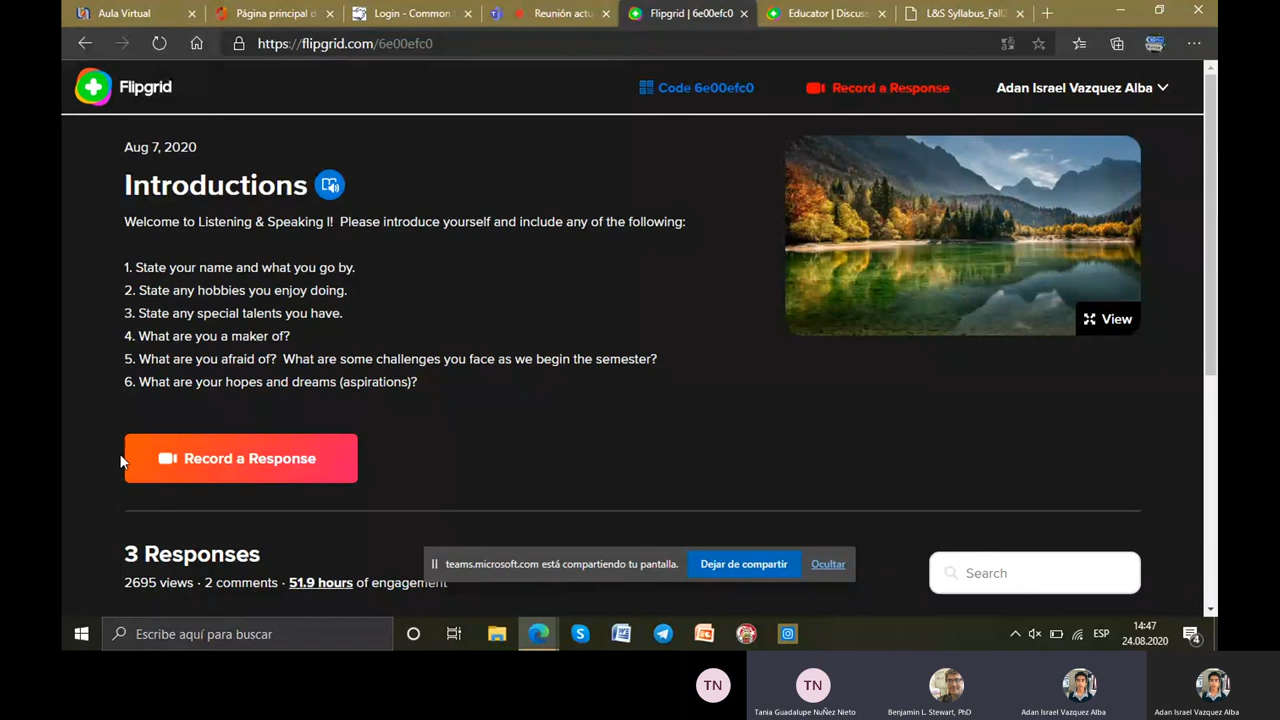 Aula Virtual
Página principal d
Login - Common
Reunión actu
Flipgrid | 6e00efc0
Educator | Discuss
L&S Syllabus_Fall2
https://flipgrid.com/6e00efc0
Flipgrid
Code 6e00efc0
Record a Response
Adan Israel Vazquez Alba
Aug 7, 2020
Introductions
Welcome to Listening & Speaking I!  Please introduce yourself and include any of the following:
1. State your name and what you go by.
2. State any hobbies you enjoy doing.
3. State any special talents you have.
4. What are you a maker of?
5. What are you afraid of?  What are some challenges you face as we begin the semester?
6. What are your hopes and dreams (aspirations)?
View
Record a Response
3 Responses
2695 views · 2 comments · 51.9 hours of engagement
teams.microsoft.com está compartiendo tu pantalla.
Dejar de compartir
Ocultar
Search
Escribe aquí para buscar
ESP
14:47
24.08.2020
4
TN
TN
Tania Guadalupe NuÑez Nieto
Benjamin L. Stewart, PhD
Adan Israel Vazquez Alba
Adan Israel Vazquez Alba